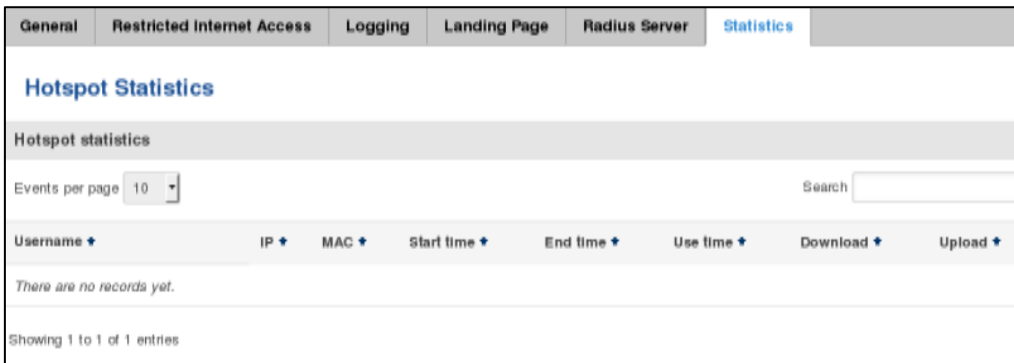 General Restricted Internet Access Logging Landing Page Radius Server Statistics
Hotspot Statistics
Hotspot statistics
Events per page 10 Search
Username IP MAC Start time End time Use time Download Upload
There are no records yet.
Showing 1 to 1 of 1 entries